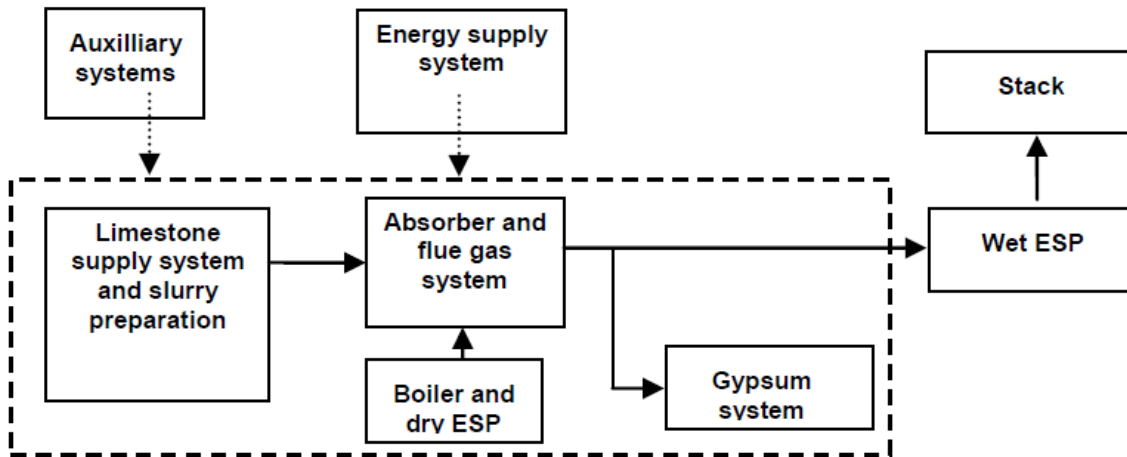 Auxilliary
systems
Energy supply
system
Stack
Limestone
supply system
and slurry
preparation
Absorber and
flue gas
system
Wet ESP
Boiler and
dry ESP
Gypsum
system